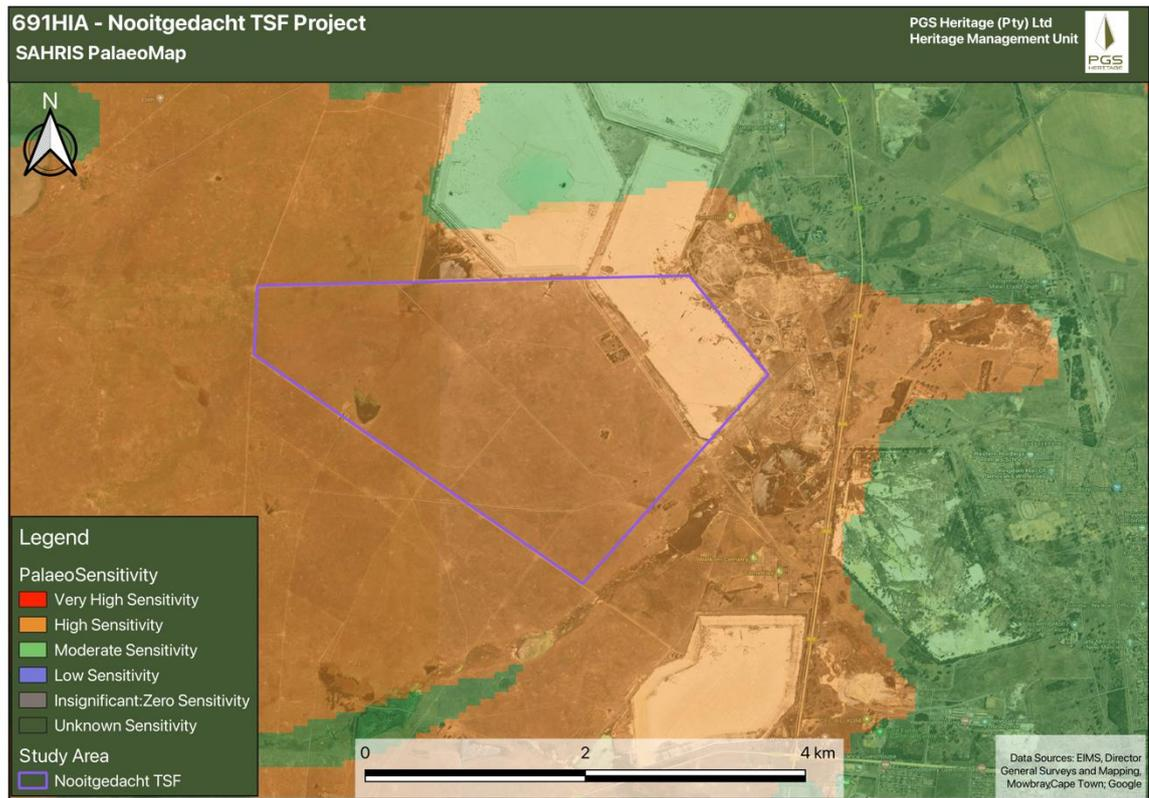 691HIA - Nooitgedacht TSF Project
SAHRIS PalaeoMap
PGS Heritage (Pty) Ltd
Heritage Management Unit
PGS
HERITAGE
N
Legend
PalaeoSensitivity
Very High Sensitivity
High Sensitivity
Moderate Sensitivity
Low Sensitivity
Insignificant:Zero Sensitivity
Unknown Sensitivity
Study Area
Nooitgedacht TSF
0 2 4 km
Data Sources: EIMS, Director
General Surveys and Mapping,
Mowbray,Cape Town; Google